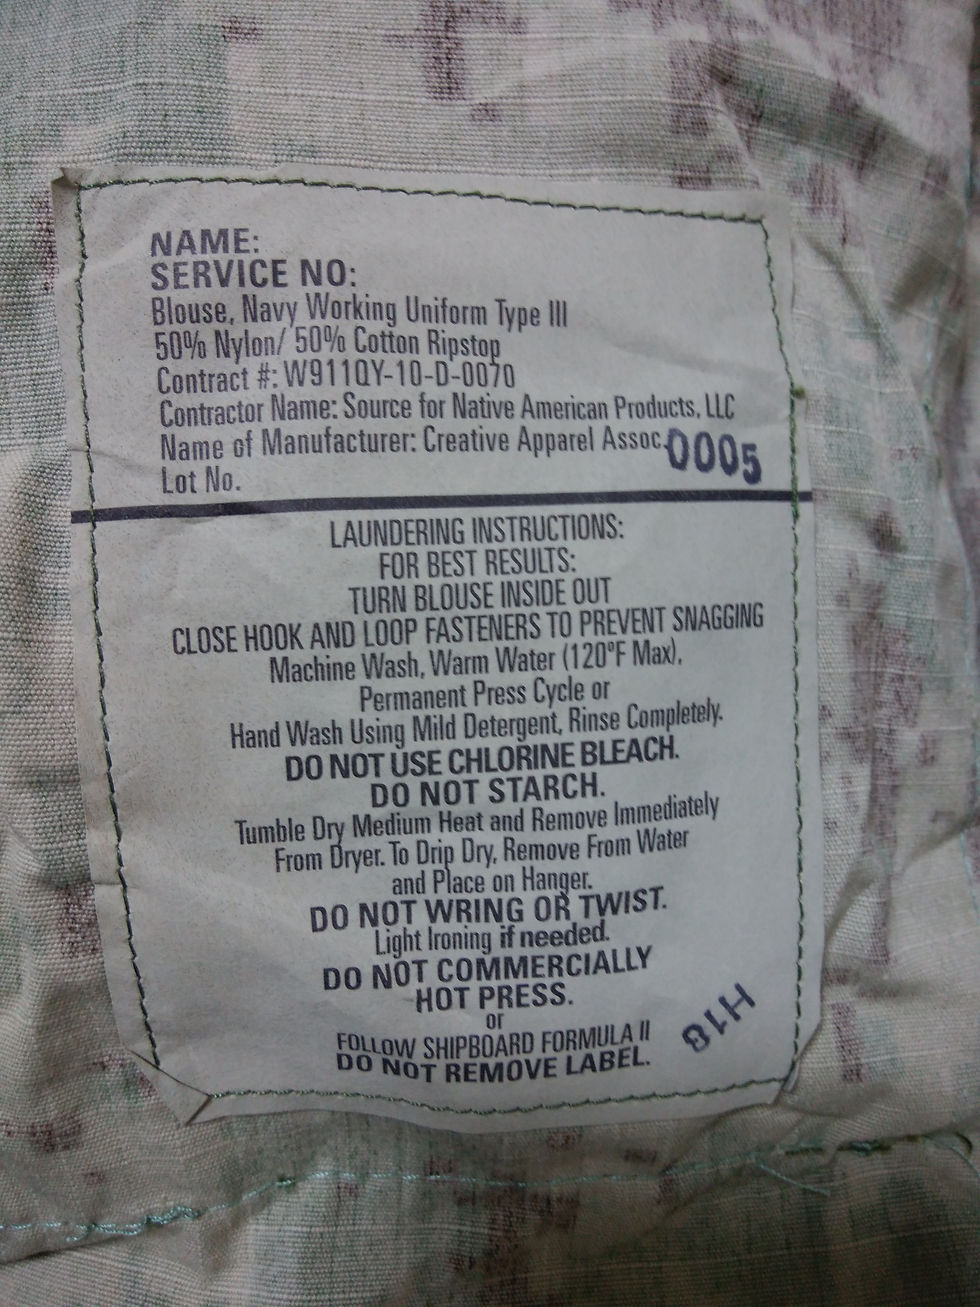 NAME:
SERVICE NO:
Blouse, Navy Working Uniform Type III
50% Nylon/ 50% Cotton Ripstop
Contract #: W911QY-10-D-0070
Contractor Name: Source for Native American Products, LLC
Name of Manufacturer: Creative Apparel Assoc.
Lot No. 0005
LAUNDERING INSTRUCTIONS:
FOR BEST RESULTS:
TURN BLOUSE INSIDE OUT
CLOSE HOOK AND LOOP FASTENERS TO PREVENT SNAGGING
Machine Wash, Warm Water (120°F Max),
Permanent Press Cycle or
Hand Wash Using Mild Detergent, Rinse Completely.
DO NOT USE CHLORINE BLEACH.
DO NOT STARCH.
Tumble Dry Medium Heat and Remove Immediately
From Dryer. To Drip Dry, Remove From Water
and Place on Hanger.
DO NOT WRING OR TWIST.
Light Ironing if needed.
DO NOT COMMERCIALLY
HOT PRESS.
or
FOLLOW SHIPBOARD FORMULA II
DO NOT REMOVE LABEL.
H18